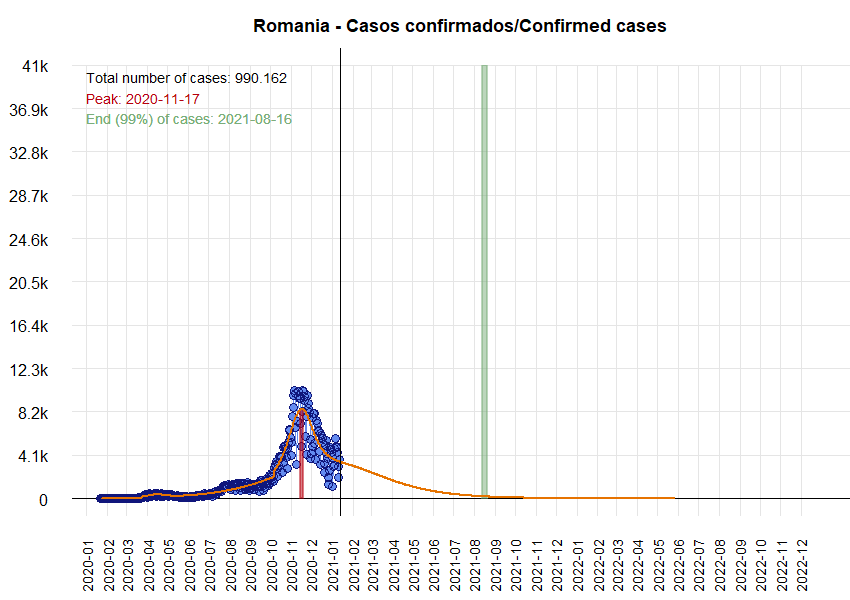 Romania - Casos confirmados/Confirmed cases
Total number of cases: 990.162
Peak: 2020-11-17
End (99%) of cases: 2021-08-16
41k
36.9k
32.8k
28.7k
24.6k
20.5k
16.4k
12.3k
8.2k
4.1k
0
2020-01
2020-02
2020-03
2020-04
2020-05
2020-06
2020-07
2020-08
2020-09
2020-10
2020-11
2020-12
2021-01
2021-02
2021-03
2021-04
2021-05
2021-06
2021-07
2021-08
2021-09
2021-10
2021-11
2021-12
2022-01
2022-02
2022-03
2022-04
2022-05
2022-06
2022-07
2022-08
2022-09
2022-10
2022-11
2022-12